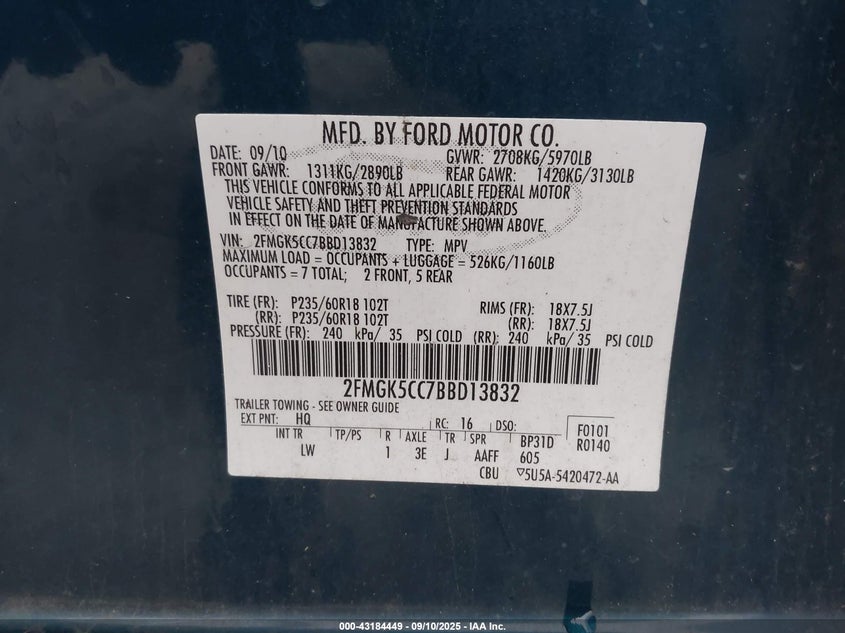 MFD. BY FORD MOTOR CO.
DATE: 09/10 GVWR: 2708KG/5970LB
FRONT GAWR: 1311KG/2890LB REAR GAWR: 1420KG/3130LB
THIS VEHICLE CONFORMS TO ALL APPLICABLE FEDERAL MOTOR
VEHICLE SAFETY AND THEFT PREVENTION STANDARDS
IN EFFECT ON THE DATE OF MANUFACTURE SHOWN ABOVE.
VIN: 2FMGK5CC7BBD13832 TYPE: MPV
MAXIMUM LOAD = OCCUPANTS + LUGGAGE = 526KG/1160LB
OCCUPANTS = 7 TOTAL; 2 FRONT, 5 REAR
TIRE (FR): P235/60R18 102T RIMS (FR): 18X7.5J
(RR): P235/60R18 102T (RR): 18X7.5J
PRESSURE (FR): 240 kPa/ 35 PSI COLD (RR): 240 kPa/ 35 PSI COLD
2FMGK5CC7BBD13832
TRAILER TOWING - SEE OWNER GUIDE
EXT PNT: HQ RC: 16 DSO: F0101
INT TR TP/PS R AXLE TR SPR BP31D R0140
LW 1 3E J AAFF 605
CBU ▽5U5A-5420472-AA
000-43184449 - 09/10/2025 - IAA Inc.